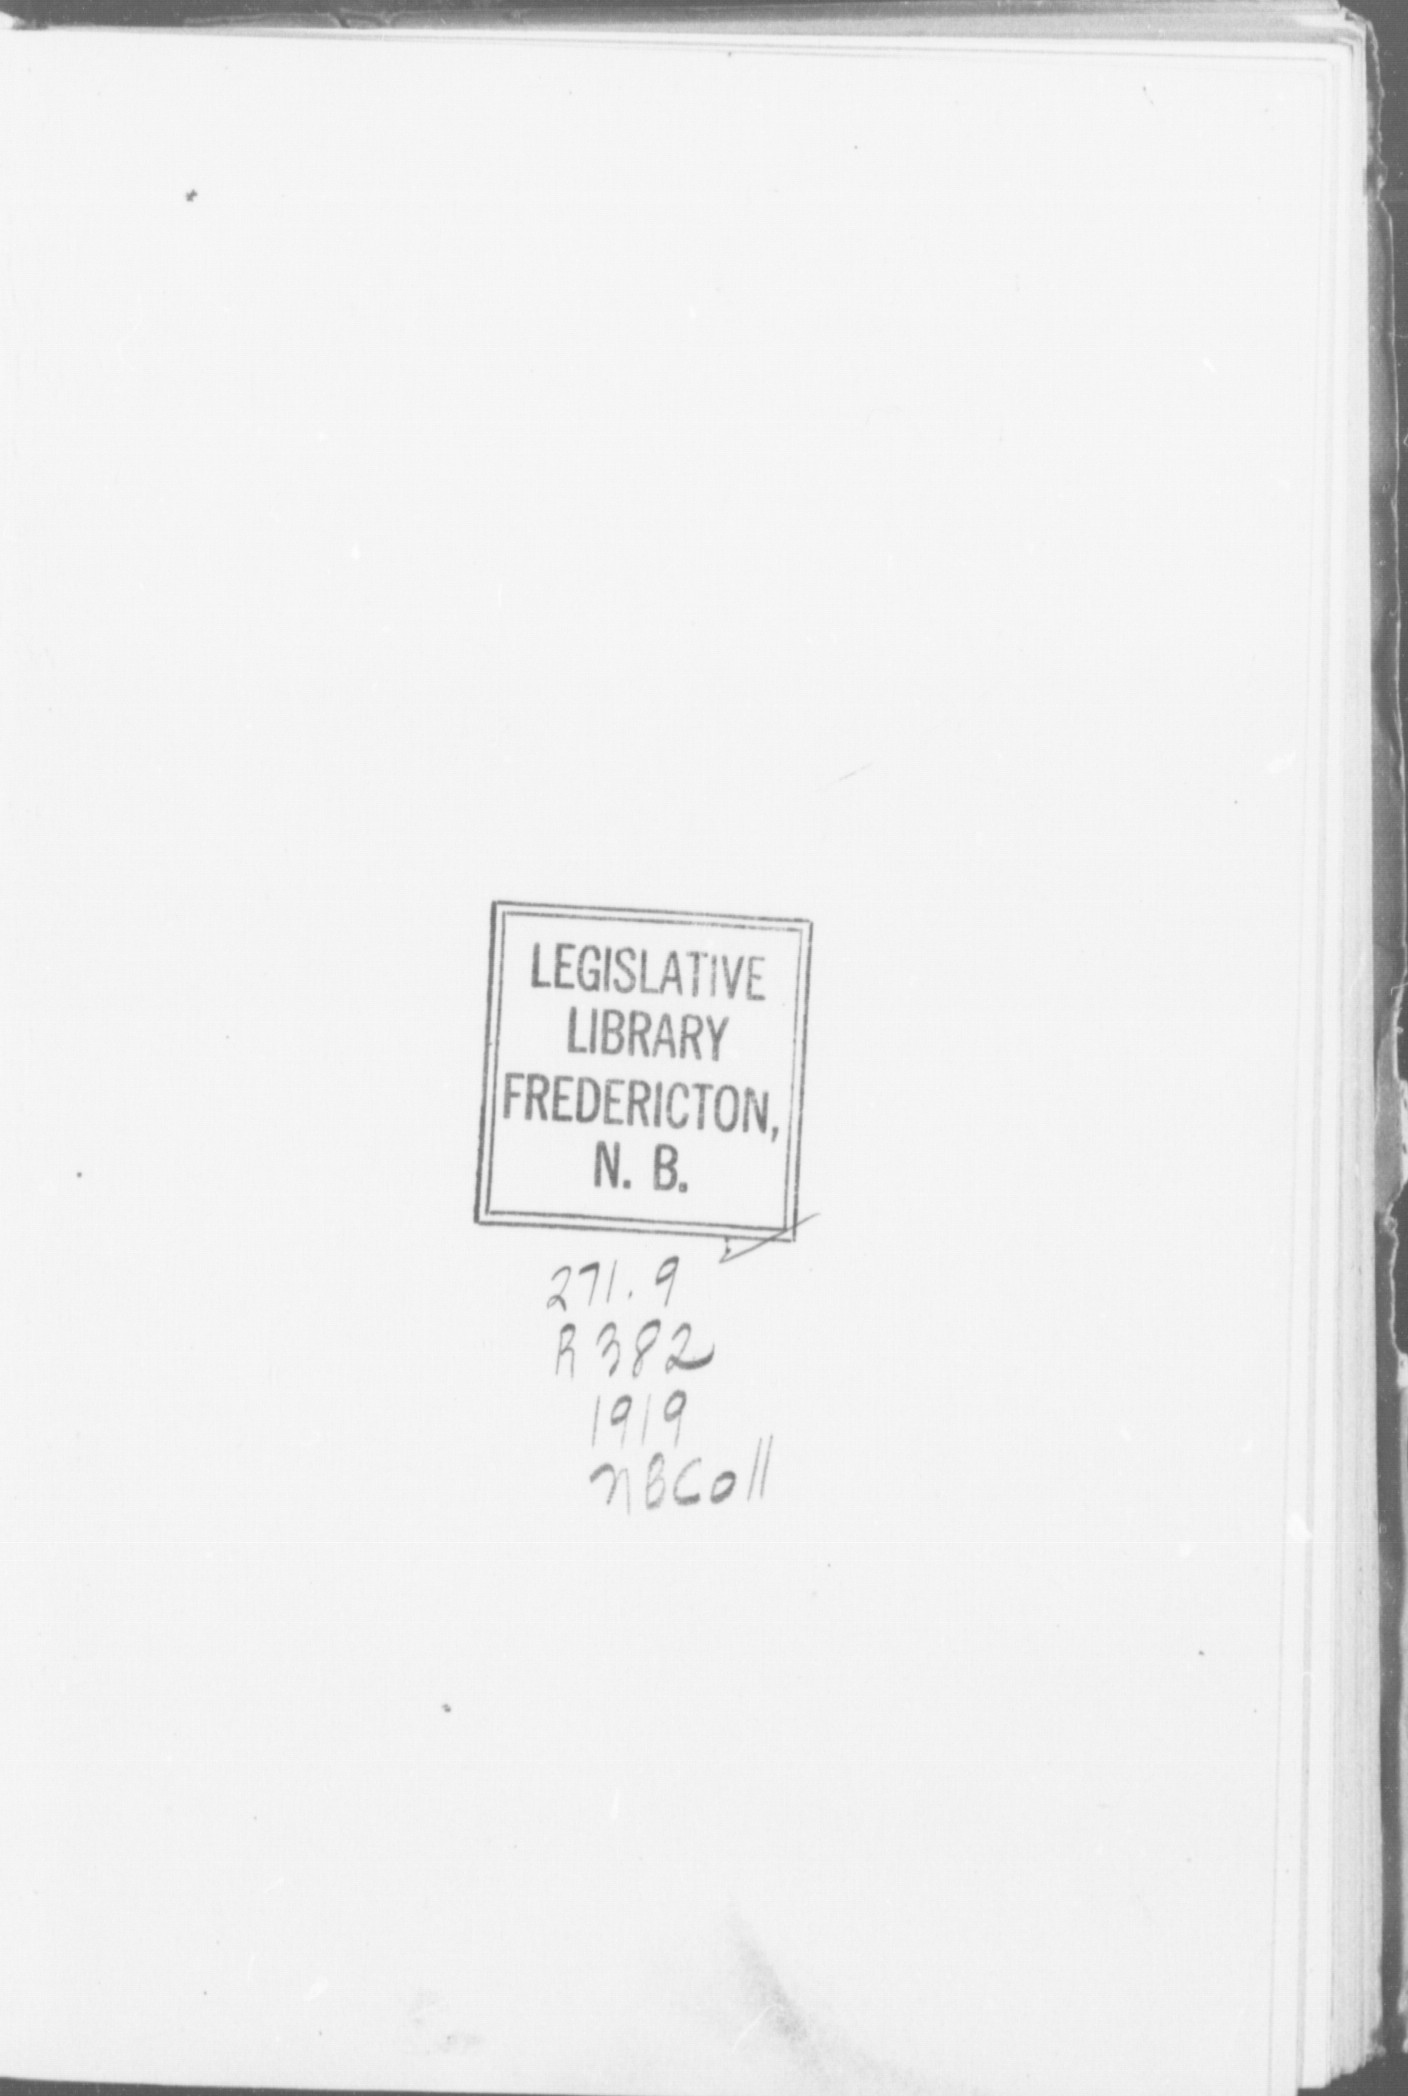 LEGISLATIVE
LIBRARY
FREDERICTON,
N. B.
271.9
R382
1919
NBColl